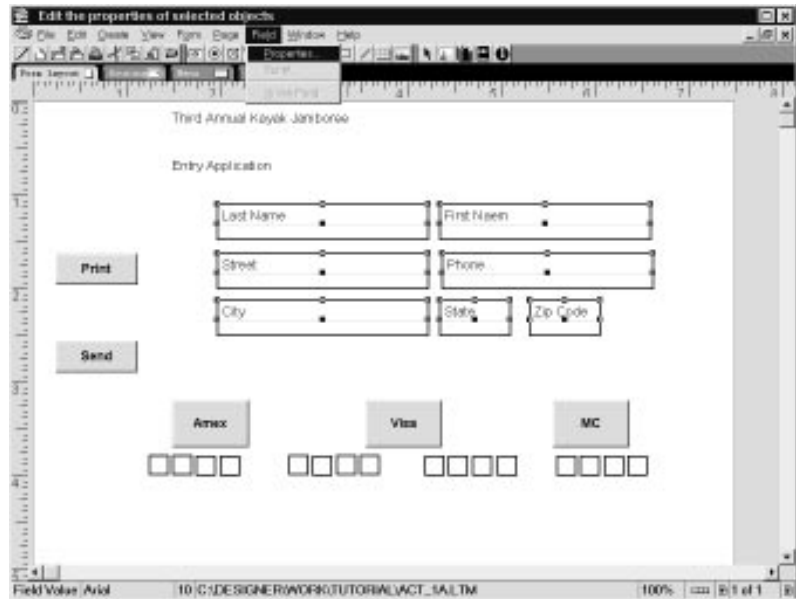 Edit the properties of selected objects
File Edit Create View Form Page Field Window Help
Properties...
Form Layout
Third Annual Kayak Jamboree
Entry Application
Last Name First Naem
Print Street Phone
City State Zip Code
Send
Amex Visa MC
Field Value Arial 10 C:\DESIGNER\WORK\TUTORIAL\ACT_1A.LTM 100% 1 of 1